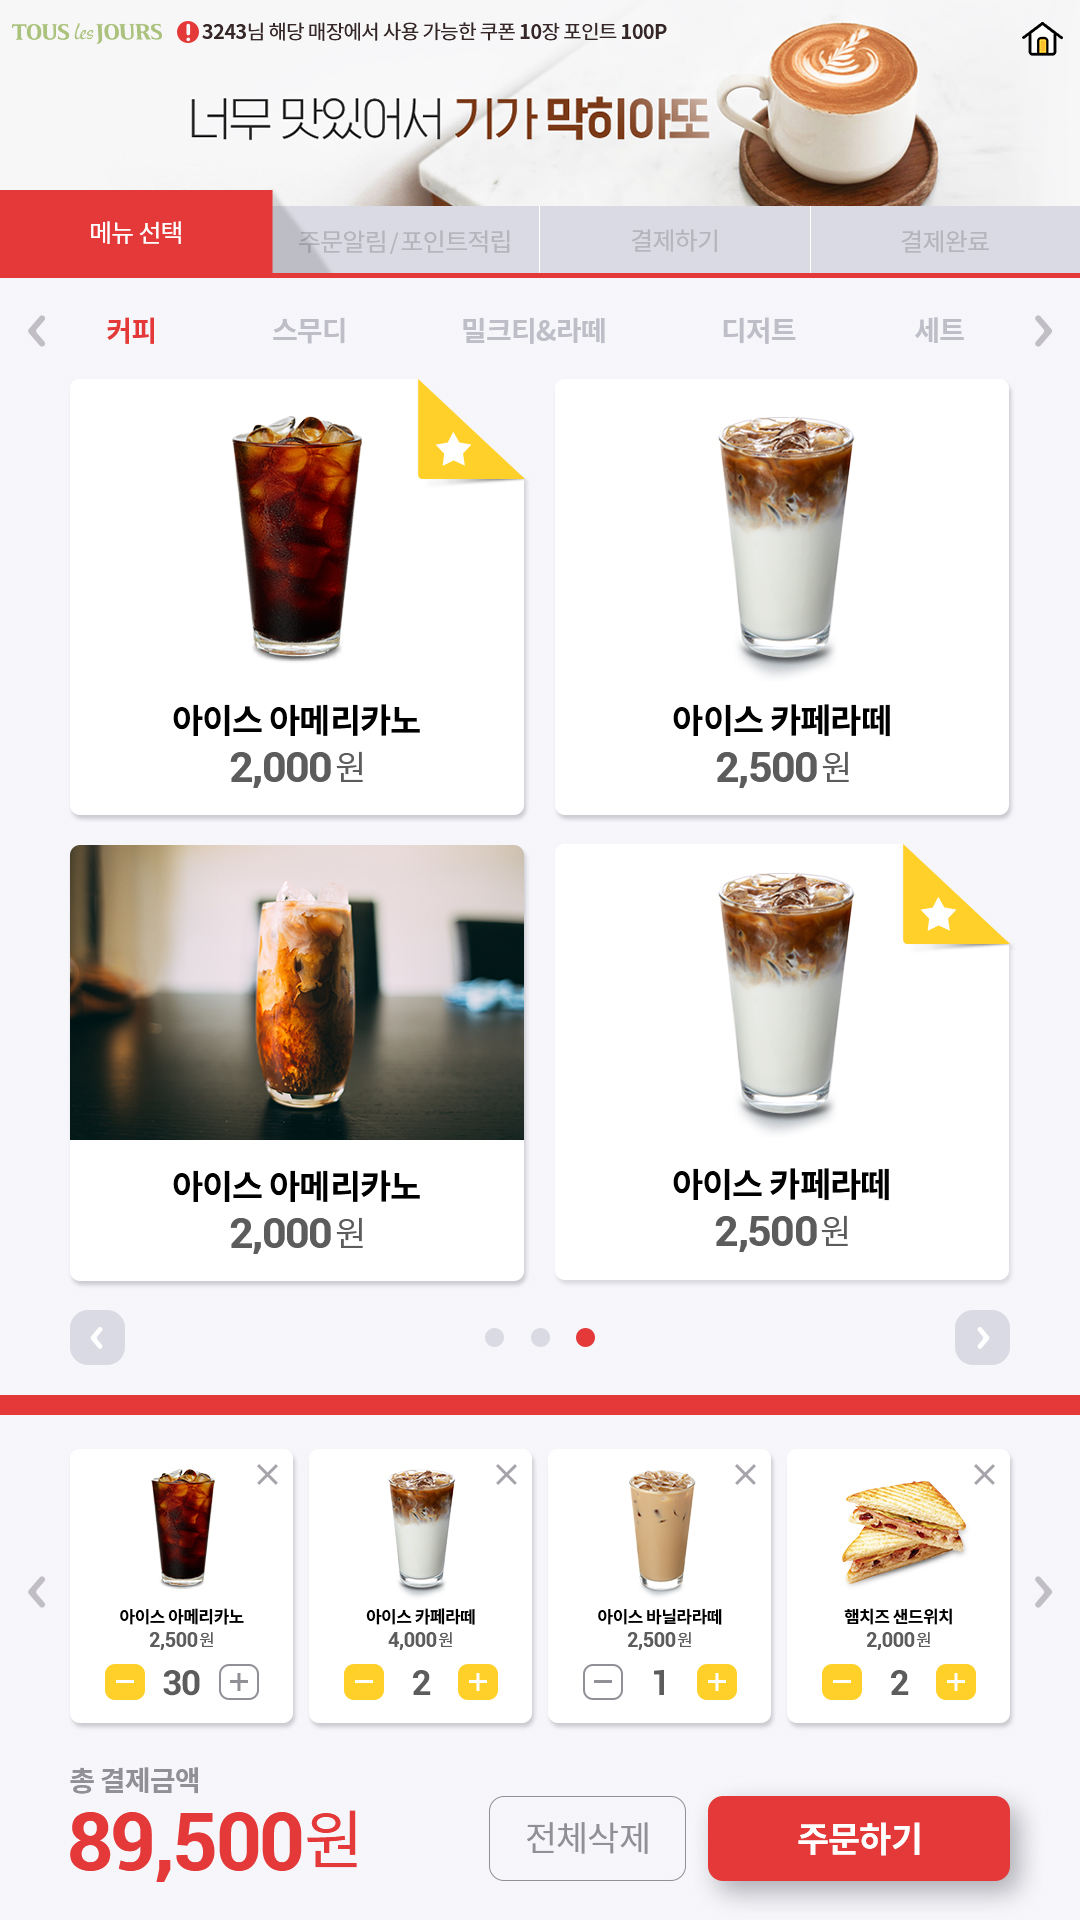 TOUS les JOURS
3243님 해당 매장에서 사용 가능한 쿠폰 10장 포인트 100P
너무 맛있어서 기가 막히아또
메뉴 선택
주문알림/포인트적립
결제하기
결제완료
커피
스무디
밀크티&라떼
디저트
세트
아이스 아메리카노
2,000원
아이스 카페라떼
2,500원
아이스 아메리카노
2,000원
아이스 카페라떼
2,500원
아이스 아메리카노
2,500원
30
아이스 카페라떼
4,000원
2
아이스 바닐라라떼
2,500원
1
햄치즈 샌드위치
2,000원
2
총 결제금액
89,500원
전체삭제
주문하기